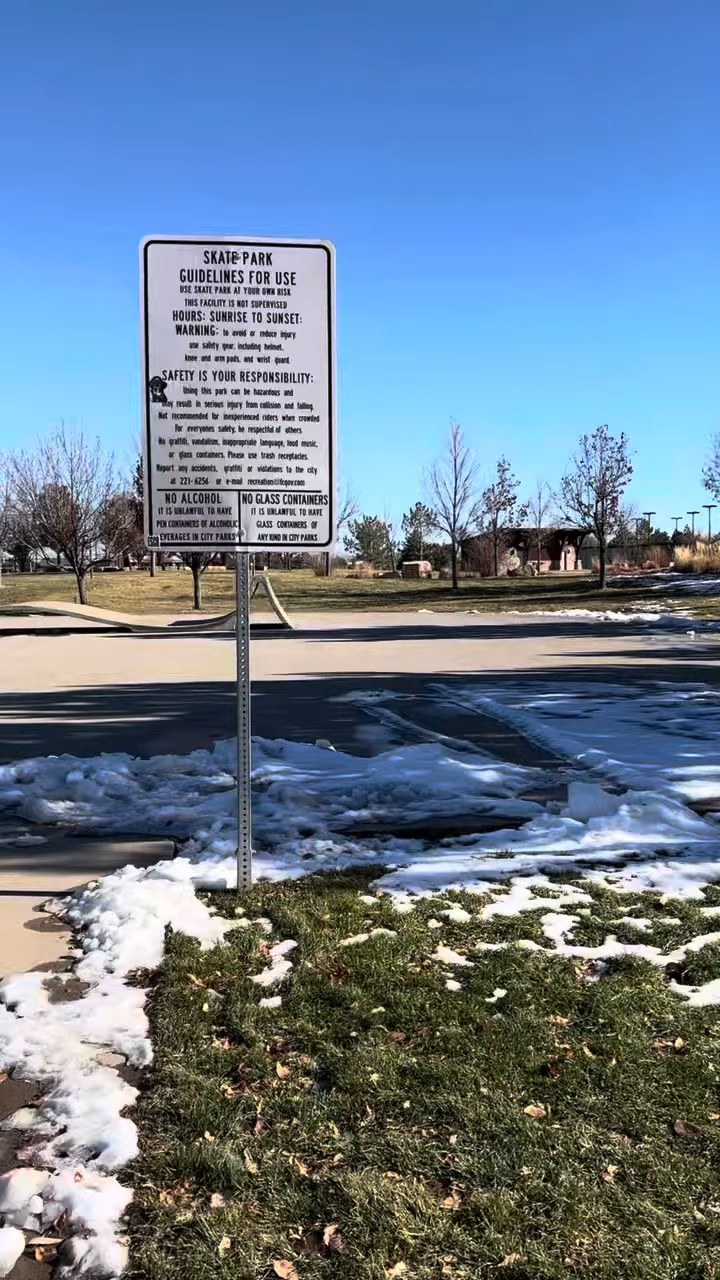 SKATE PARK
GUIDELINES FOR USE
USE SKATE PARK AT YOUR OWN RISK
THIS FACILITY IS NOT SUPERVISED
HOURS: SUNRISE TO SUNSET:
WARNING: to avoid or reduce injury
use safety gear, including helmet,
knee and arm pads, and wrist guard.
SAFETY IS YOUR RESPONSIBILITY:
Using this park can be hazardous and
may result in serious injury from collision and falling.
Not recommended for inexperienced riders when crowded
for everyones safety, be respectful of others.
No graffiti, vandalism, inappropriate language, loud music,
or glass containers. Please use trash receptacles.
Report any accidents, graffiti or violations to the city
at 221-6256 or e-mail recreation@fcgov.com
NO ALCOHOL
IT IS UNLAWFUL TO HAVE
PEN CONTAINERS OF ALCOHOLIC
EVERAGES IN CITY PARKS
NO GLASS CONTAINERS
IT IS UNLAWFUL TO HAVE
GLASS CONTAINERS OF
ANY KIND IN CITY PARKS